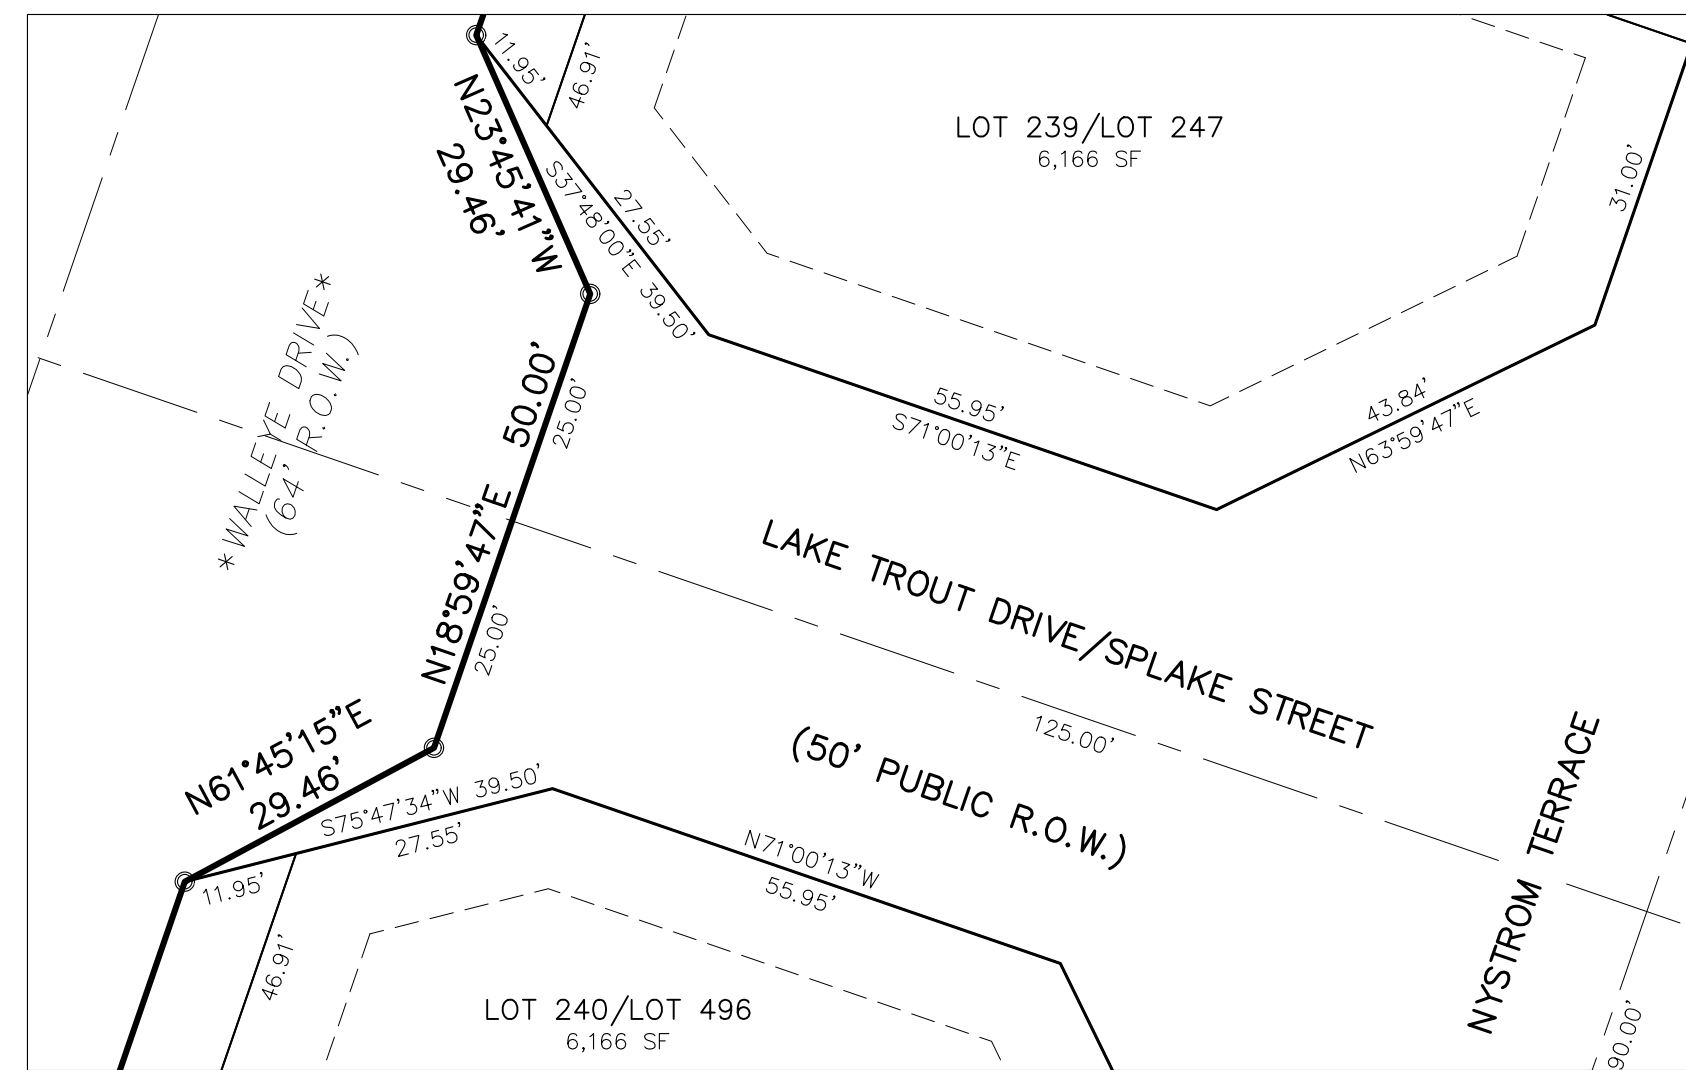 11.95'
46.91'
N23°45'41"W
29.46'
S37°48'00"E 39.50'
27.55'
LOT 239/LOT 247
6,166 SF
31.00'
*WALLEYE DRIVE*
(64' R.O.W.)
50.00'
25.00'
55.95'
S71°00'13"E
43.84'
N63°59'47"E
N18°59'47"E
25.00'
LAKE TROUT DRIVE/SPLAKE STREET
125.00'
(50' PUBLIC R.O.W.)
NYSTROM TERRACE
N61°45'15"E
29.46'
S75°47'34"W 39.50'
27.55'
11.95'
N71°00'13"W
55.95'
46.91'
LOT 240/LOT 496
6,166 SF
90.00'